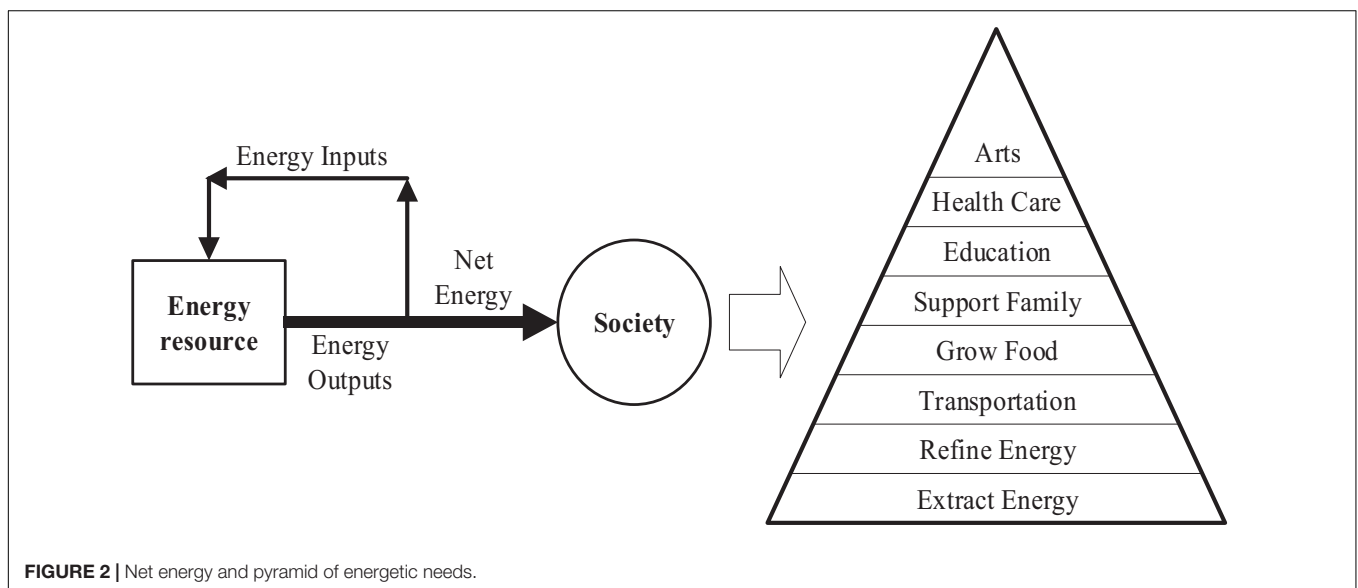 Energy Inputs
Energy
resource
Energy
Outputs
Net
Energy
Society
Arts
Health Care
Education
Support Family
Grow Food
Transportation
Refine Energy
Extract Energy
FIGURE 2 | Net energy and pyramid of energetic needs.